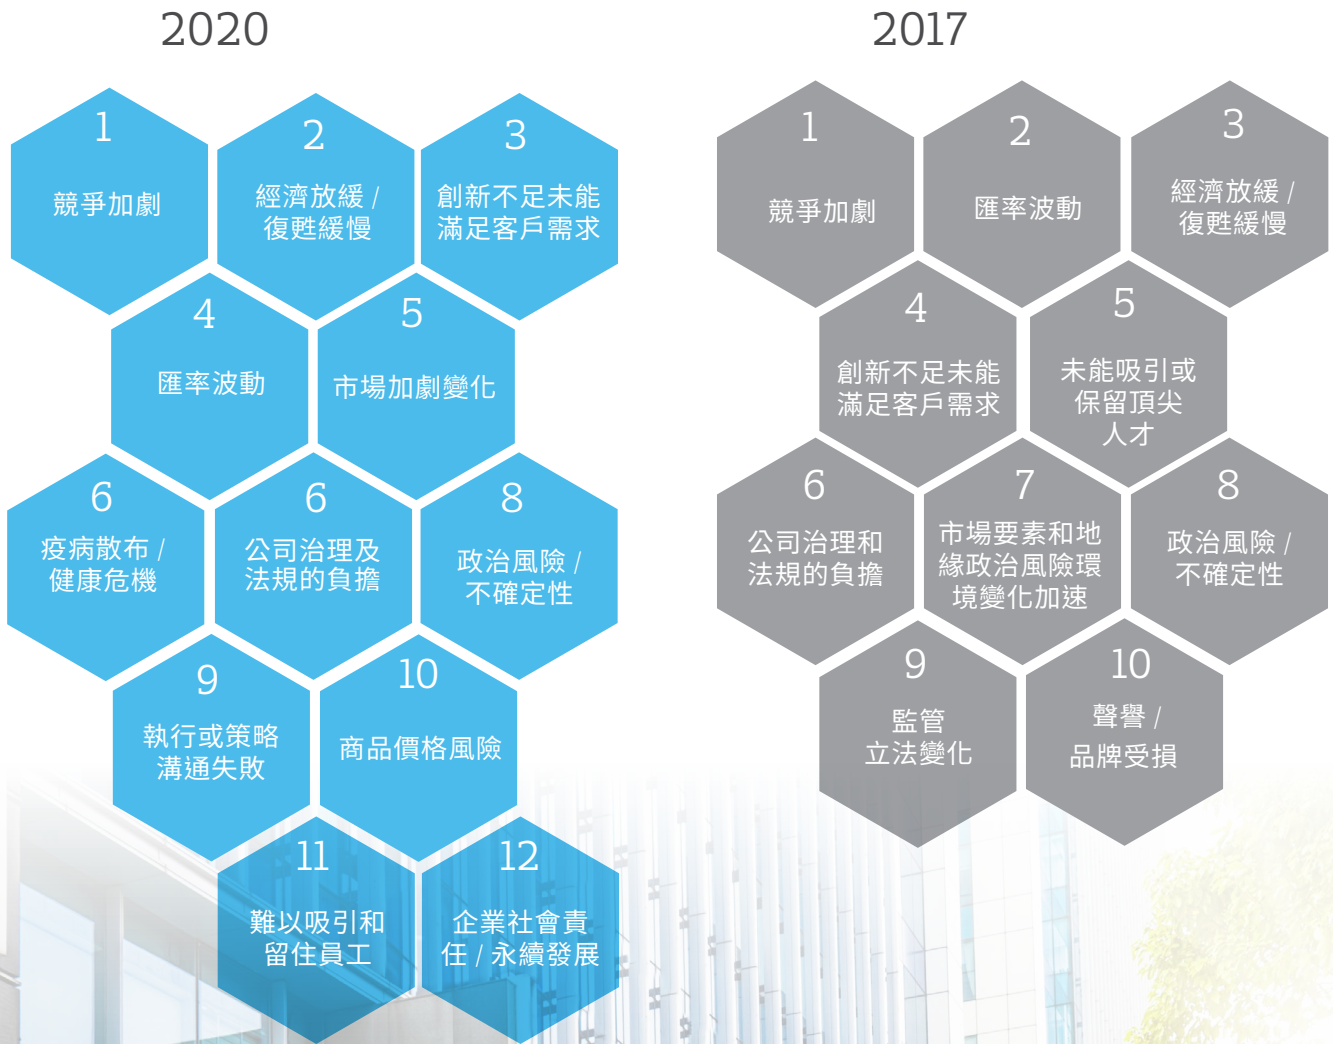 2020
1
競爭加劇
2
經濟放緩 /
復甦緩慢
3
創新不足未能
滿足客戶需求
4
匯率波動
5
市場加劇變化
6
疫病散布 /
健康危機
6
公司治理及
法規的負擔
8
政治風險 /
不確定性
9
執行或策略
溝通失敗
10
商品價格風險
11
難以吸引和
留住員工
12
企業社會責
任 / 永續發展
2017
1
競爭加劇
2
匯率波動
3
經濟放緩 /
復甦緩慢
4
創新不足未能
滿足客戶需求
5
未能吸引或
保留頂尖
人才
6
公司治理和
法規的負擔
7
市場要素和地
緣政治風險環
境變化加速
8
政治風險 /
不確定性
9
監管
立法變化
10
聲譽 /
品牌受損